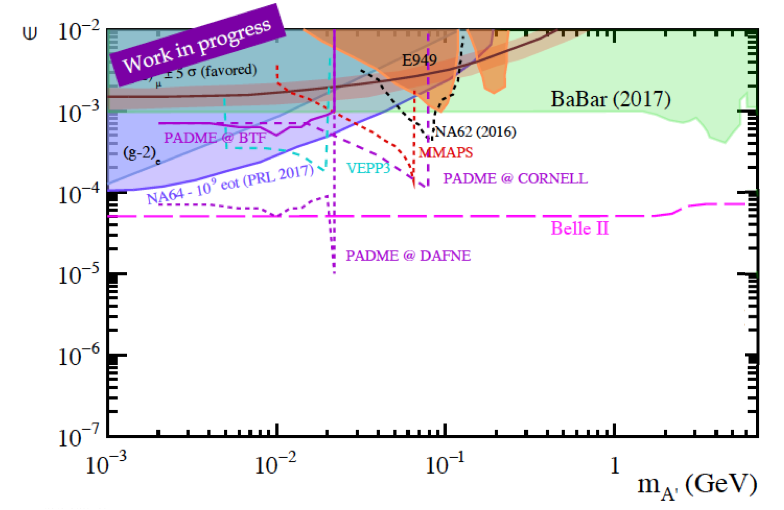 ε
10⁻²
10⁻³
10⁻⁴
10⁻⁵
10⁻⁶
10⁻⁷
Work in progress
)μ ± 5 σ (favored)
E949
BaBar (2017)
PADME @ BTF
NA62 (2016)
(g-2)e
VEPP3
MMAPS
NA64 - 10⁹ eot (PRL 2017)
PADME @ CORNELL
Belle II
PADME @ DAFNE
10⁻³
10⁻²
10⁻¹
1
mA' (GeV)